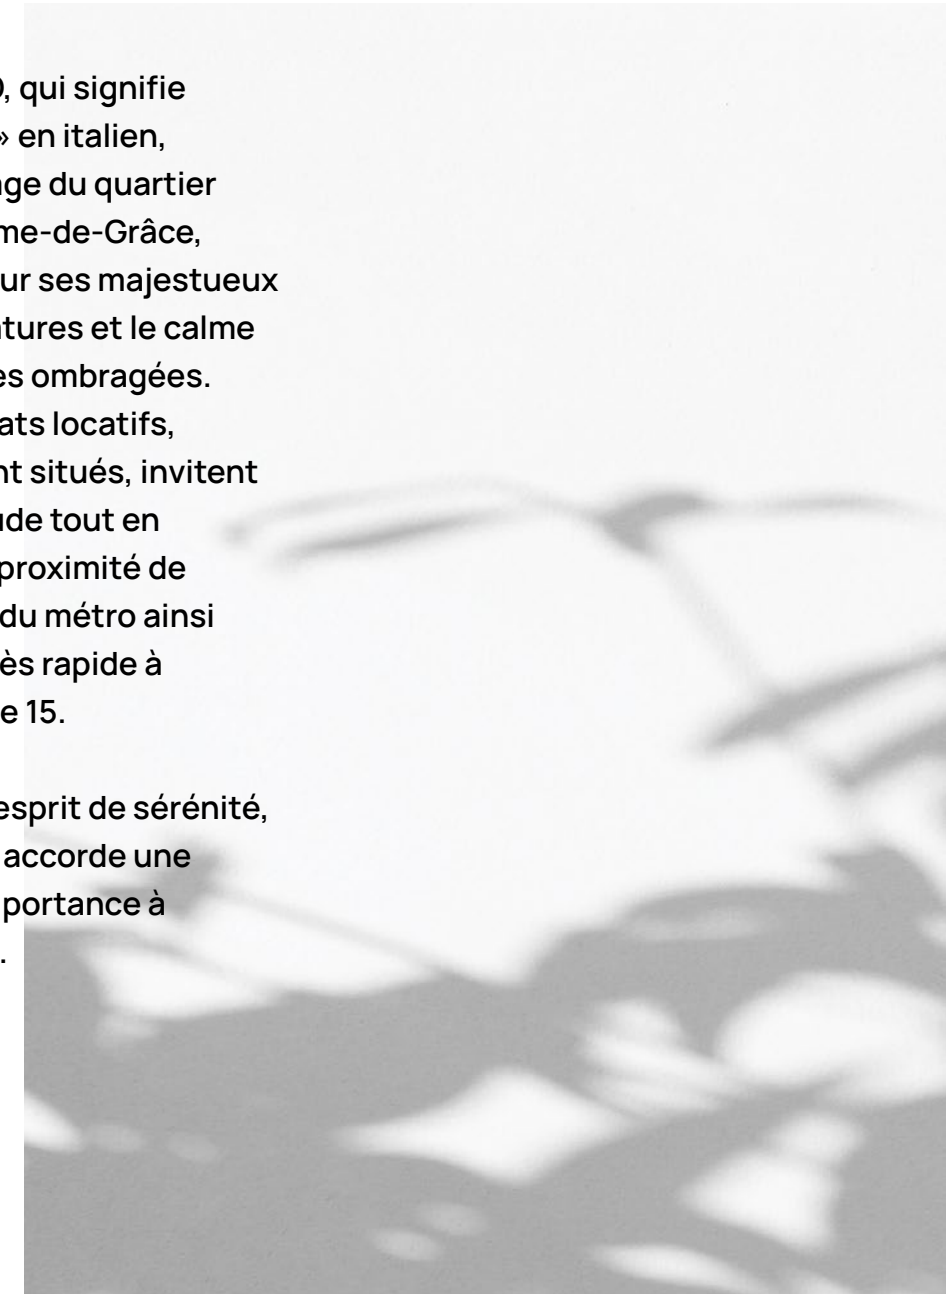 , qui signifie
» en italien,
ge du quartier
me-de-Grâce,
ur ses majestueux
tures et le calme
es ombragées.
ats locatifs,
nt situés, invitent
ude tout en
proximité de
du métro ainsi
ès rapide à
e 15.
esprit de sérénité,
accorde une
portance à
.